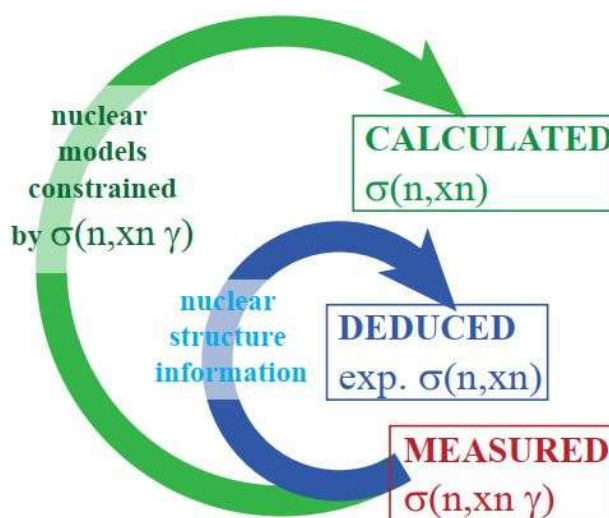 nuclear
models
constrained
by σ(n,xn γ)
CALCULATED
σ(n,xn)
nuclear
structure
information
DEDUCED
exp. σ(n,xn)
MEASURED
σ(n,xn γ)